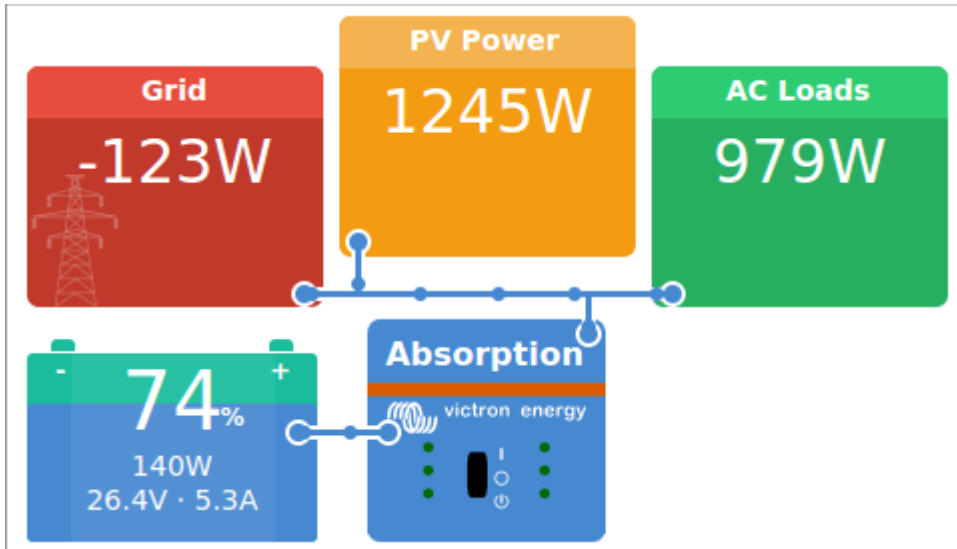 PV Power
1245W
Grid
-123W
AC Loads
979W
Absorption
victron energy
- +
74%
140W
26.4V · 5.3A